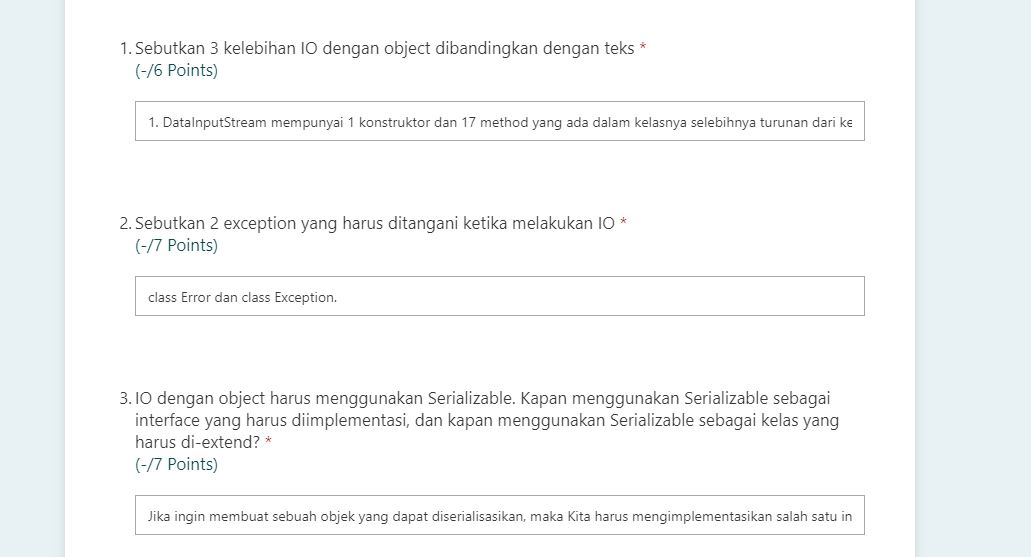 1. Sebutkan 3 kelebihan IO dengan object dibandingkan dengan teks *
(-/6 Points)
1. DataInputStream mempunyai 1 konstruktor dan 17 method yang ada dalam kelasnya selebihnya turunan dari ke
2. Sebutkan 2 exception yang harus ditangani ketika melakukan IO *
(-/7 Points)
class Error dan class Exception.
3. IO dengan object harus menggunakan Serializable. Kapan menggunakan Serializable sebagai
interface yang harus diimplementasi, dan kapan menggunakan Serializable sebagai kelas yang
harus di-extend? *
(-/7 Points)
Jika ingin membuat sebuah objek yang dapat diserialisasikan, maka Kita harus mengimplementasikan salah satu in